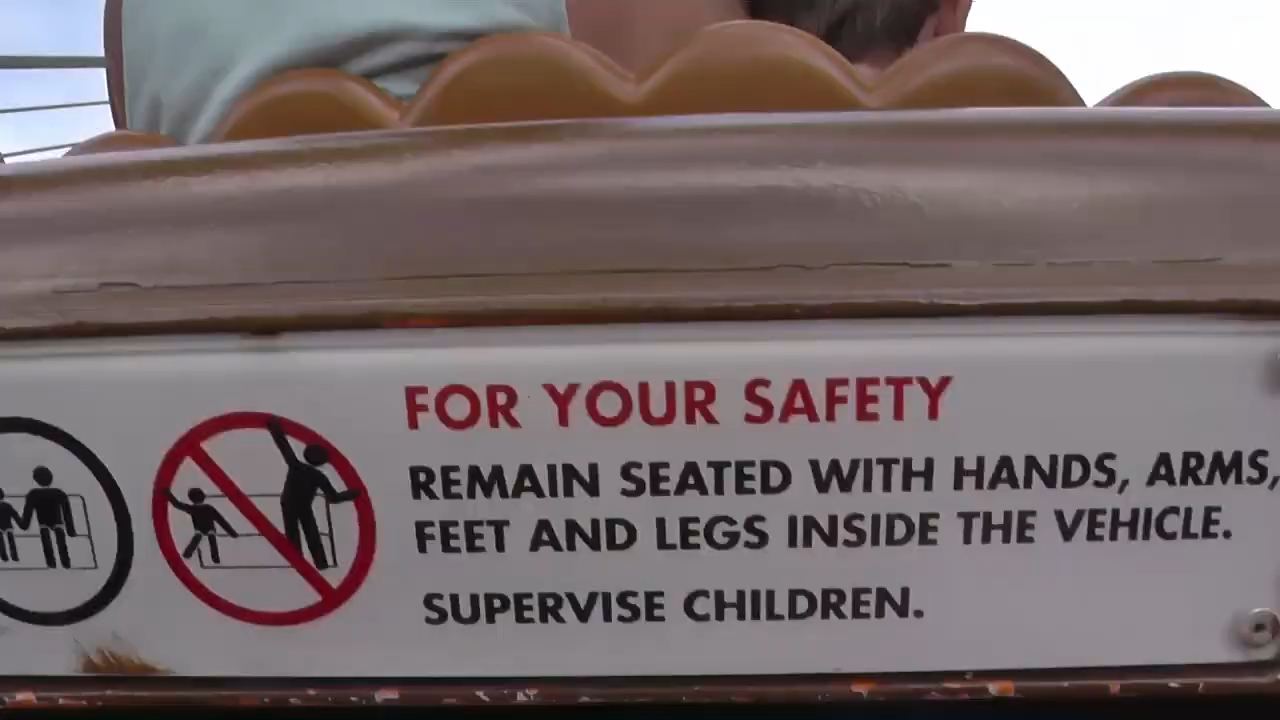 FOR YOUR SAFETY
REMAIN SEATED WITH HANDS, ARMS,
FEET AND LEGS INSIDE THE VEHICLE.
SUPERVISE CHILDREN.